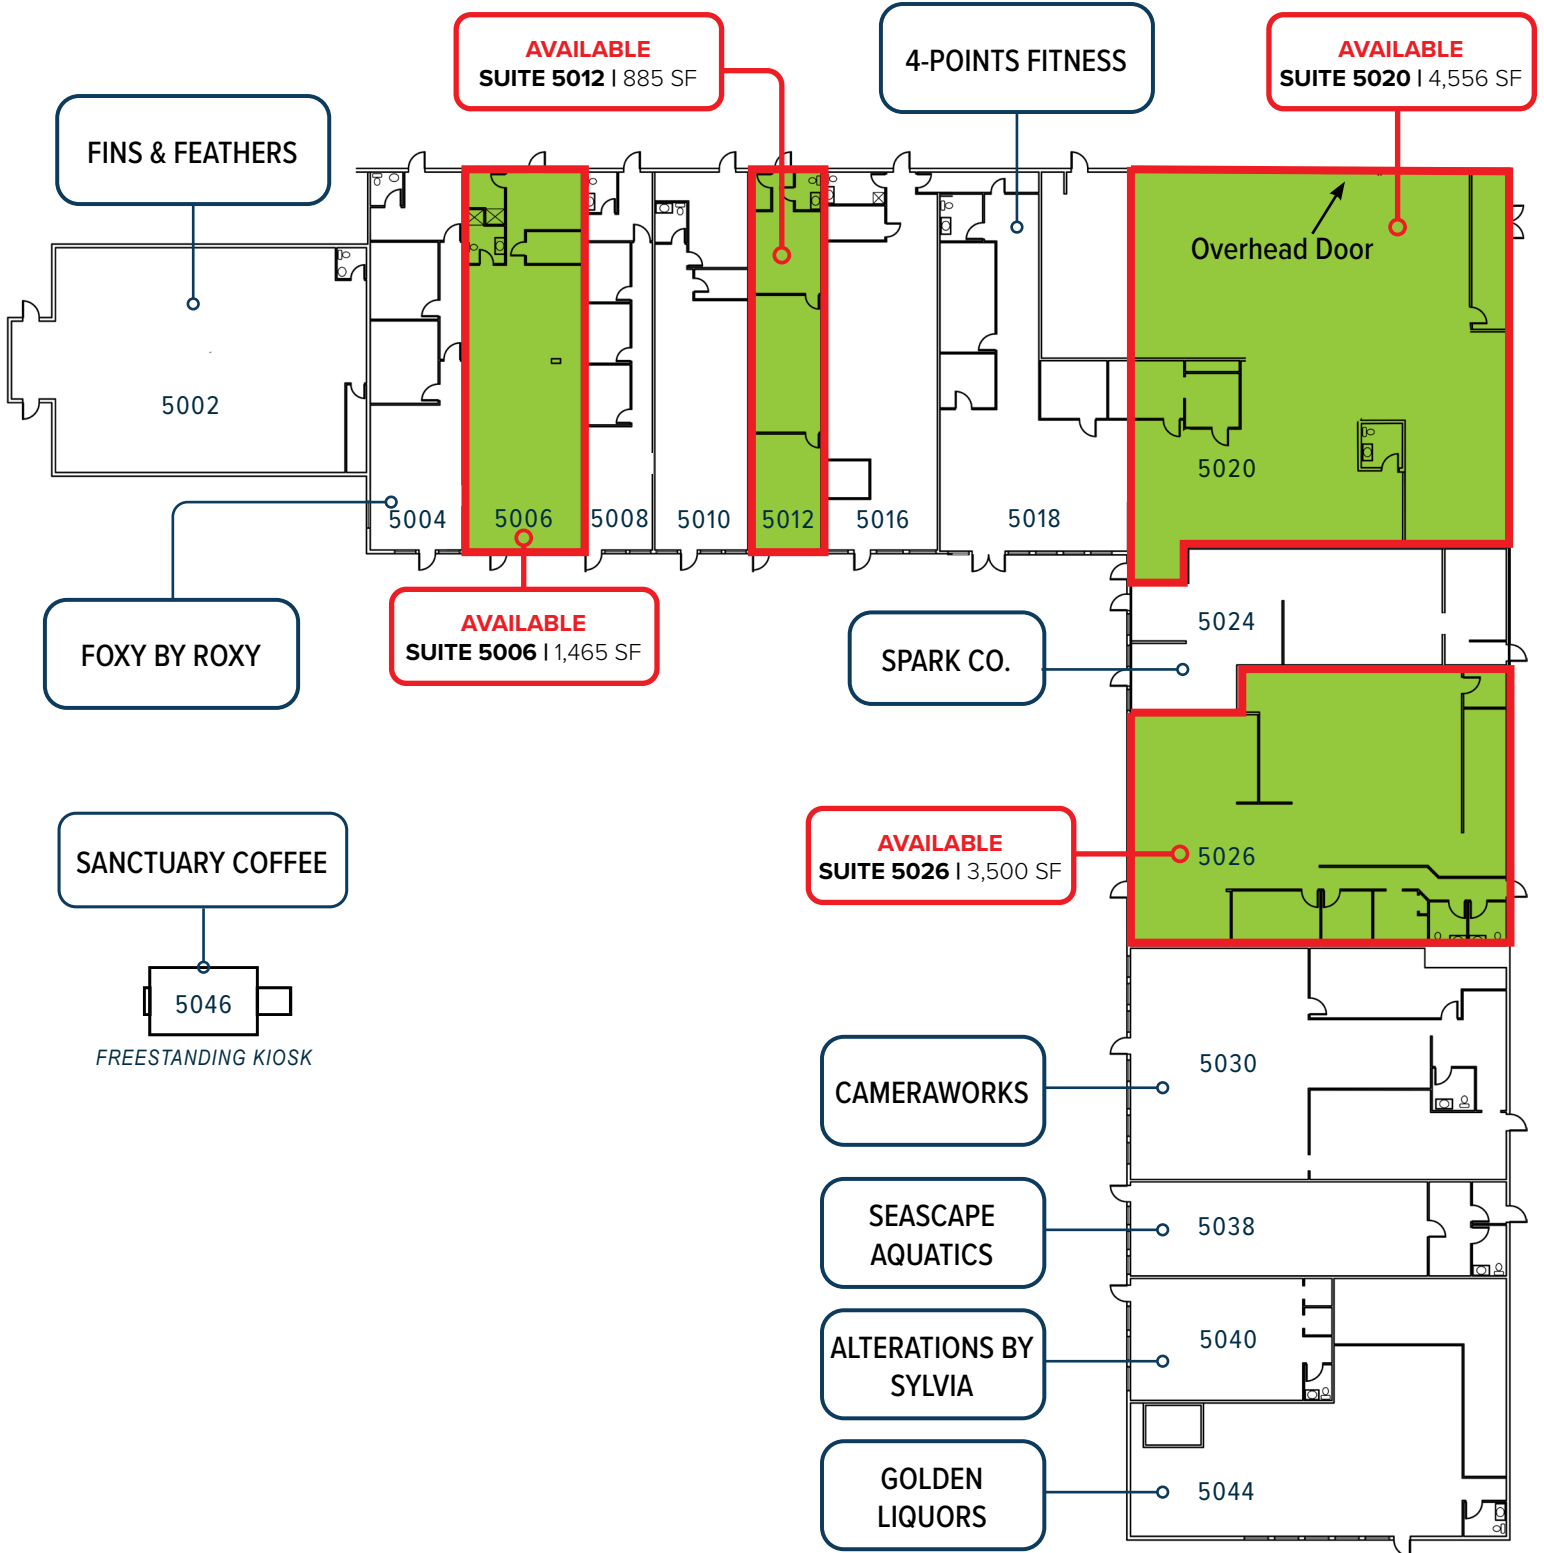 AVAILABLE
SUITE 5012 | 885 SF
4-POINTS FITNESS
AVAILABLE
SUITE 5020 | 4,556 SF
FINS & FEATHERS
Overhead Door
5002
5020
5004
5006
5008
5010
5012
5016
5018
FOXY BY ROXY
AVAILABLE
SUITE 5006 | 1,465 SF
SPARK CO.
5024
SANCTUARY COFFEE
AVAILABLE
SUITE 5026 | 3,500 SF
5026
5046
FREESTANDING KIOSK
CAMERAWORKS
5030
SEASCAPE
AQUATICS
5038
ALTERATIONS BY
SYLVIA
5040
GOLDEN
LIQUORS
5044